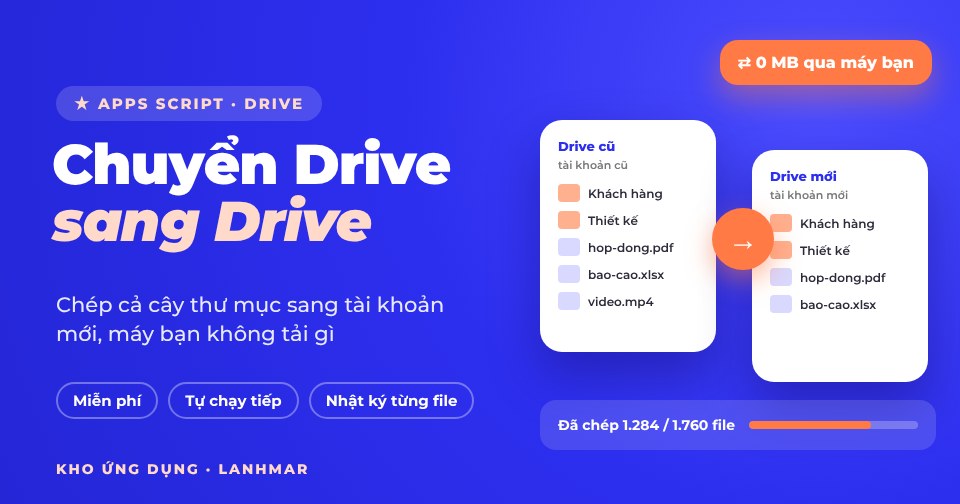 ★ APPS SCRIPT · DRIVE
Chuyển Drive
sang Drive
Chép cả cây thư mục sang tài khoản
mới, máy bạn không tải gì
Miễn phí
Tự chạy tiếp
Nhật ký từng file
KHO ỨNG DỤNG · LANHMAR
⇄ 0 MB qua máy bạn
Drive cũ
tài khoản cũ
Khách hàng
Thiết kế
hop-dong.pdf
bao-cao.xlsx
video.mp4
→
Drive mới
tài khoản mới
Khách hàng
Thiết kế
hop-dong.pdf
bao-cao.xlsx
Đã chép 1.284 / 1.760 file